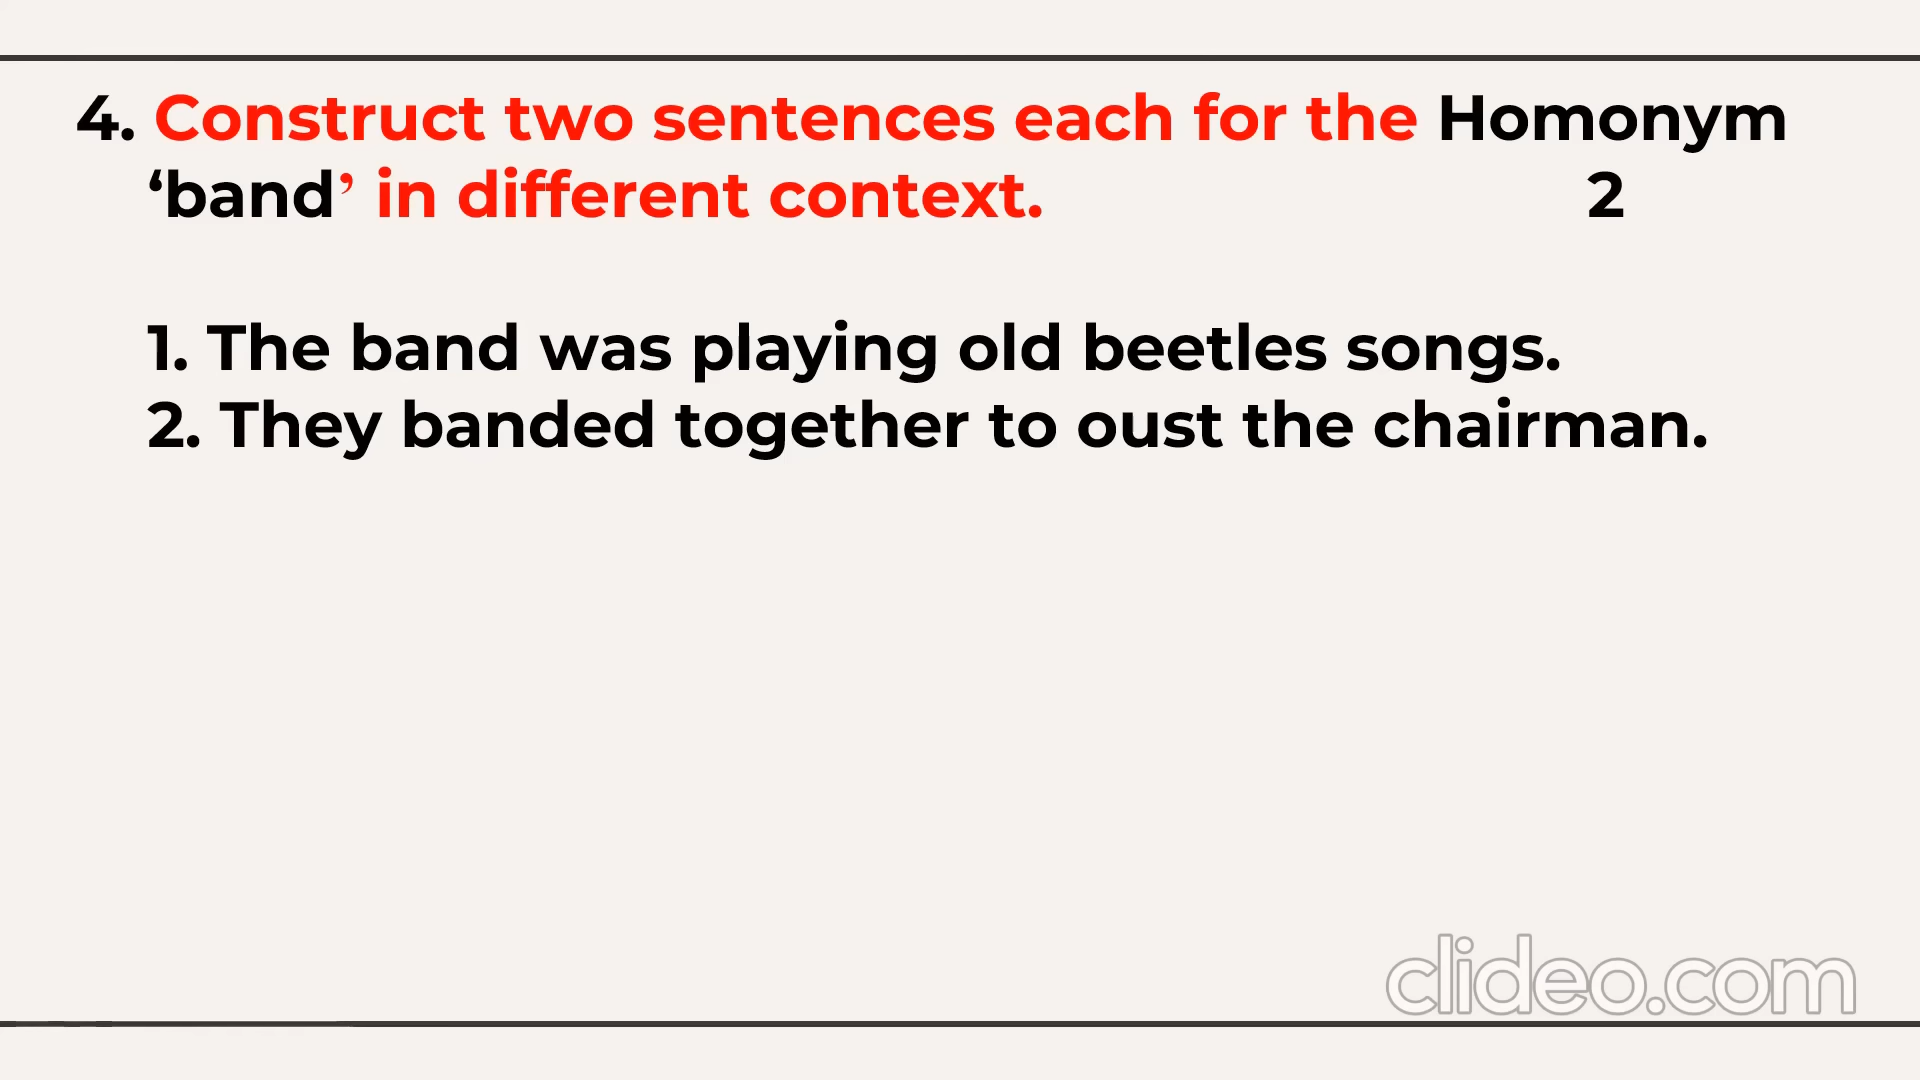 4. Construct two sentences each for the Homonym
‘band’ in different context. 2
1. The band was playing old beetles songs.
2. They banded together to oust the chairman.
clideo.com